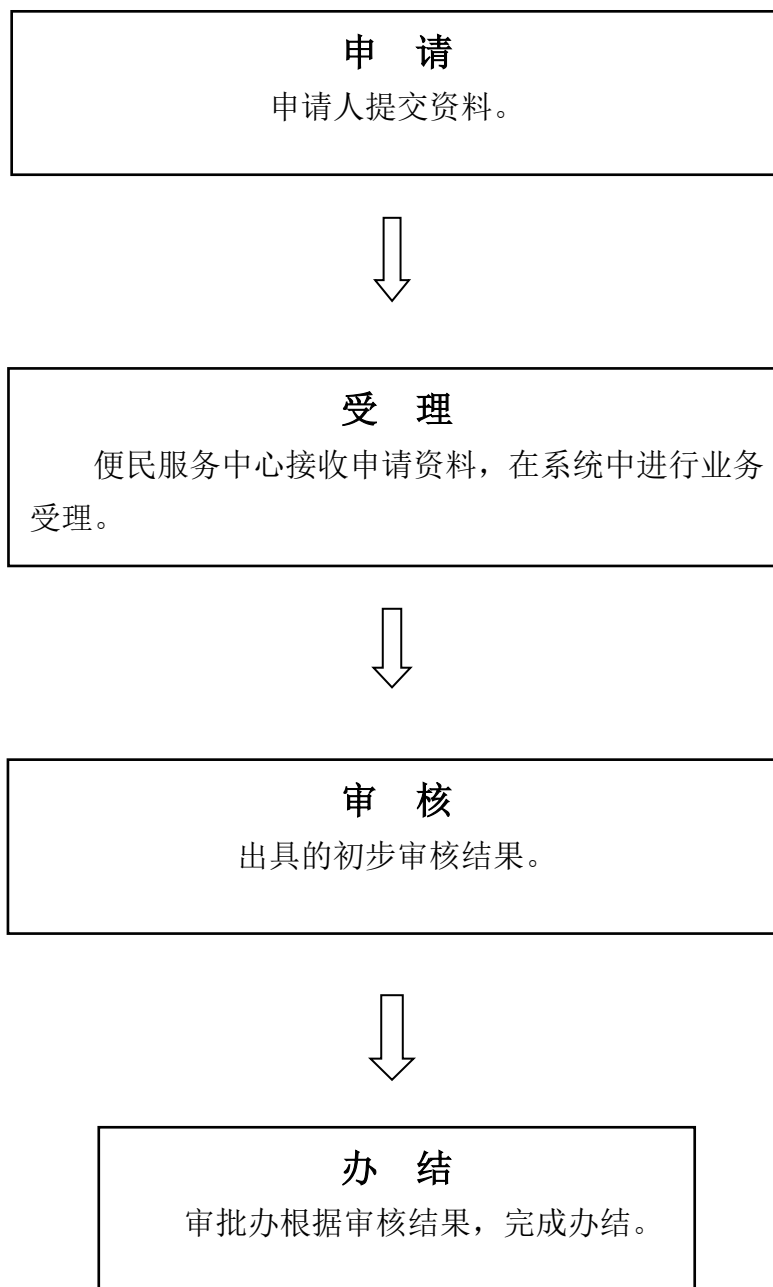 申 请
申请人提交资料。
受 理
便民服务中心接收申请资料，在系统中进行业务
受理。
审 核
出具的初步审核结果。
办 结
审批办根据审核结果，完成办结。